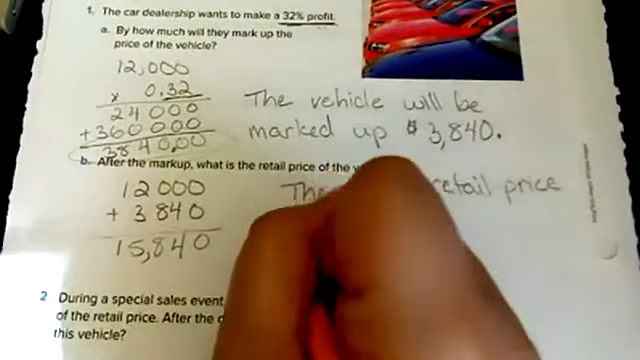 1. The car dealership wants to make a 32% profit.
a. By how much will they mark up the
price of the vehicle?
12,000
x 0.32
24000
+360000
3840.00
The vehicle will be
marked up $3,840.
b. After the markup, what is the retail price of the
12000
+ 3840
15,840
The retail price
2 During a special sales event
of the retail price. After the
this vehicle?